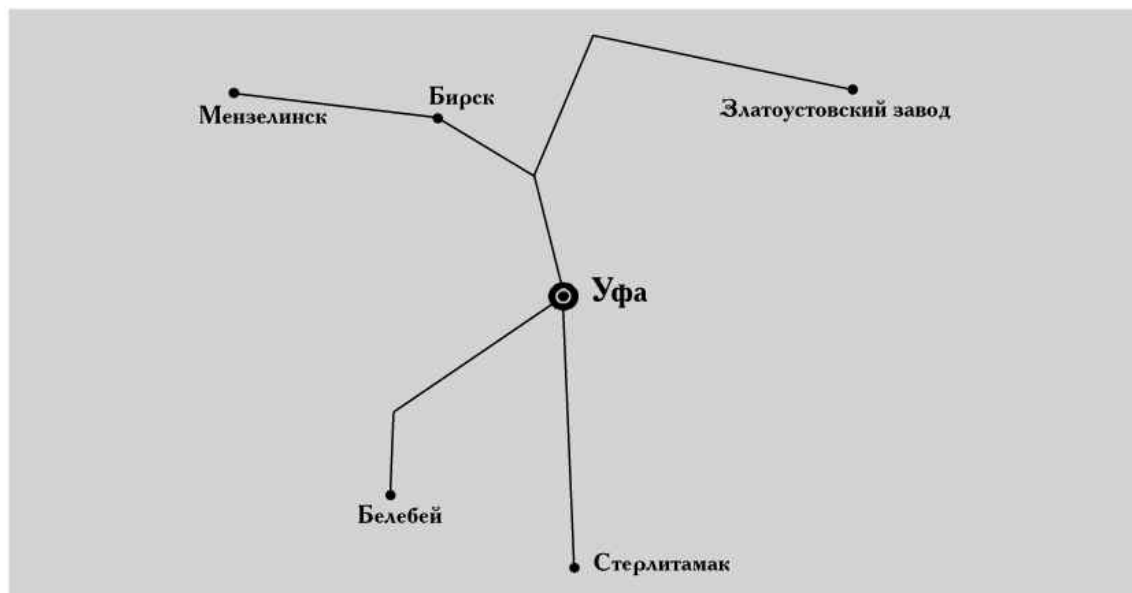 Бирск
Мензелинск
Златоустовский завод
Уфа
Белебей
Стерлитамак